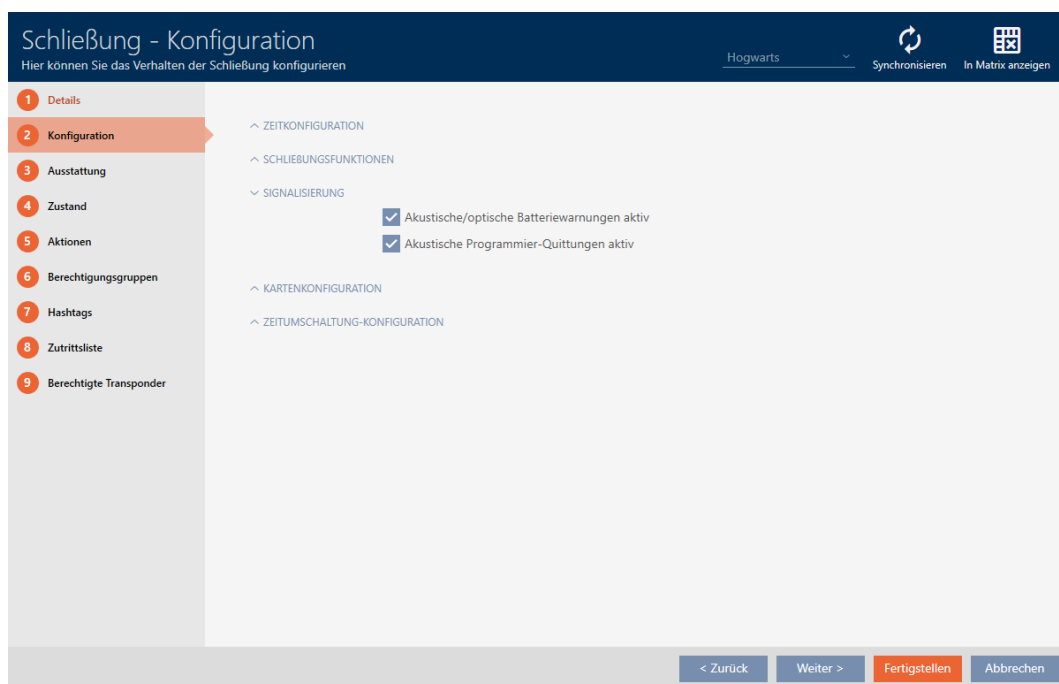 Schließung - Konfiguration
Hier können Sie das Verhalten der Schließung konfigurieren
Hogwarts
Synchronisieren
In Matrix anzeigen
1 Details
2 Konfiguration
3 Ausstattung
4 Zustand
5 Aktionen
6 Berechtigungsgruppen
7 Hashtags
8 Zutrittsliste
9 Berechtigte Transponder
ZEITKONFIGURATION
SCHLIEßUNGSFUNKTIONEN
SIGNALISIERUNG
Akustische/optische Batteriewarnungen aktiv
Akustische Programmier-Quittungen aktiv
KARTENKONFIGURATION
ZEITUMSCHALTUNG-KONFIGURATION
< Zurück
Weiter >
Fertigstellen
Abbrechen